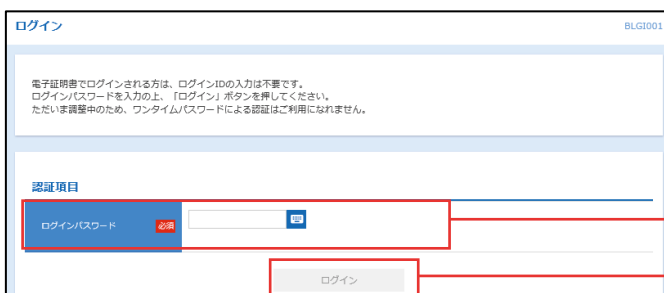 ログイン
BLGI001
電子証明書でログインされる方は、ログインIDの入力は不要です。
ログインパスワードを入力の上、「ログイン」ボタンを押してください。
ただいま調整中のため、ワンタイムパスワードによる認証はご利用になれません。
認証項目
ログインパスワード 必須
ログイン